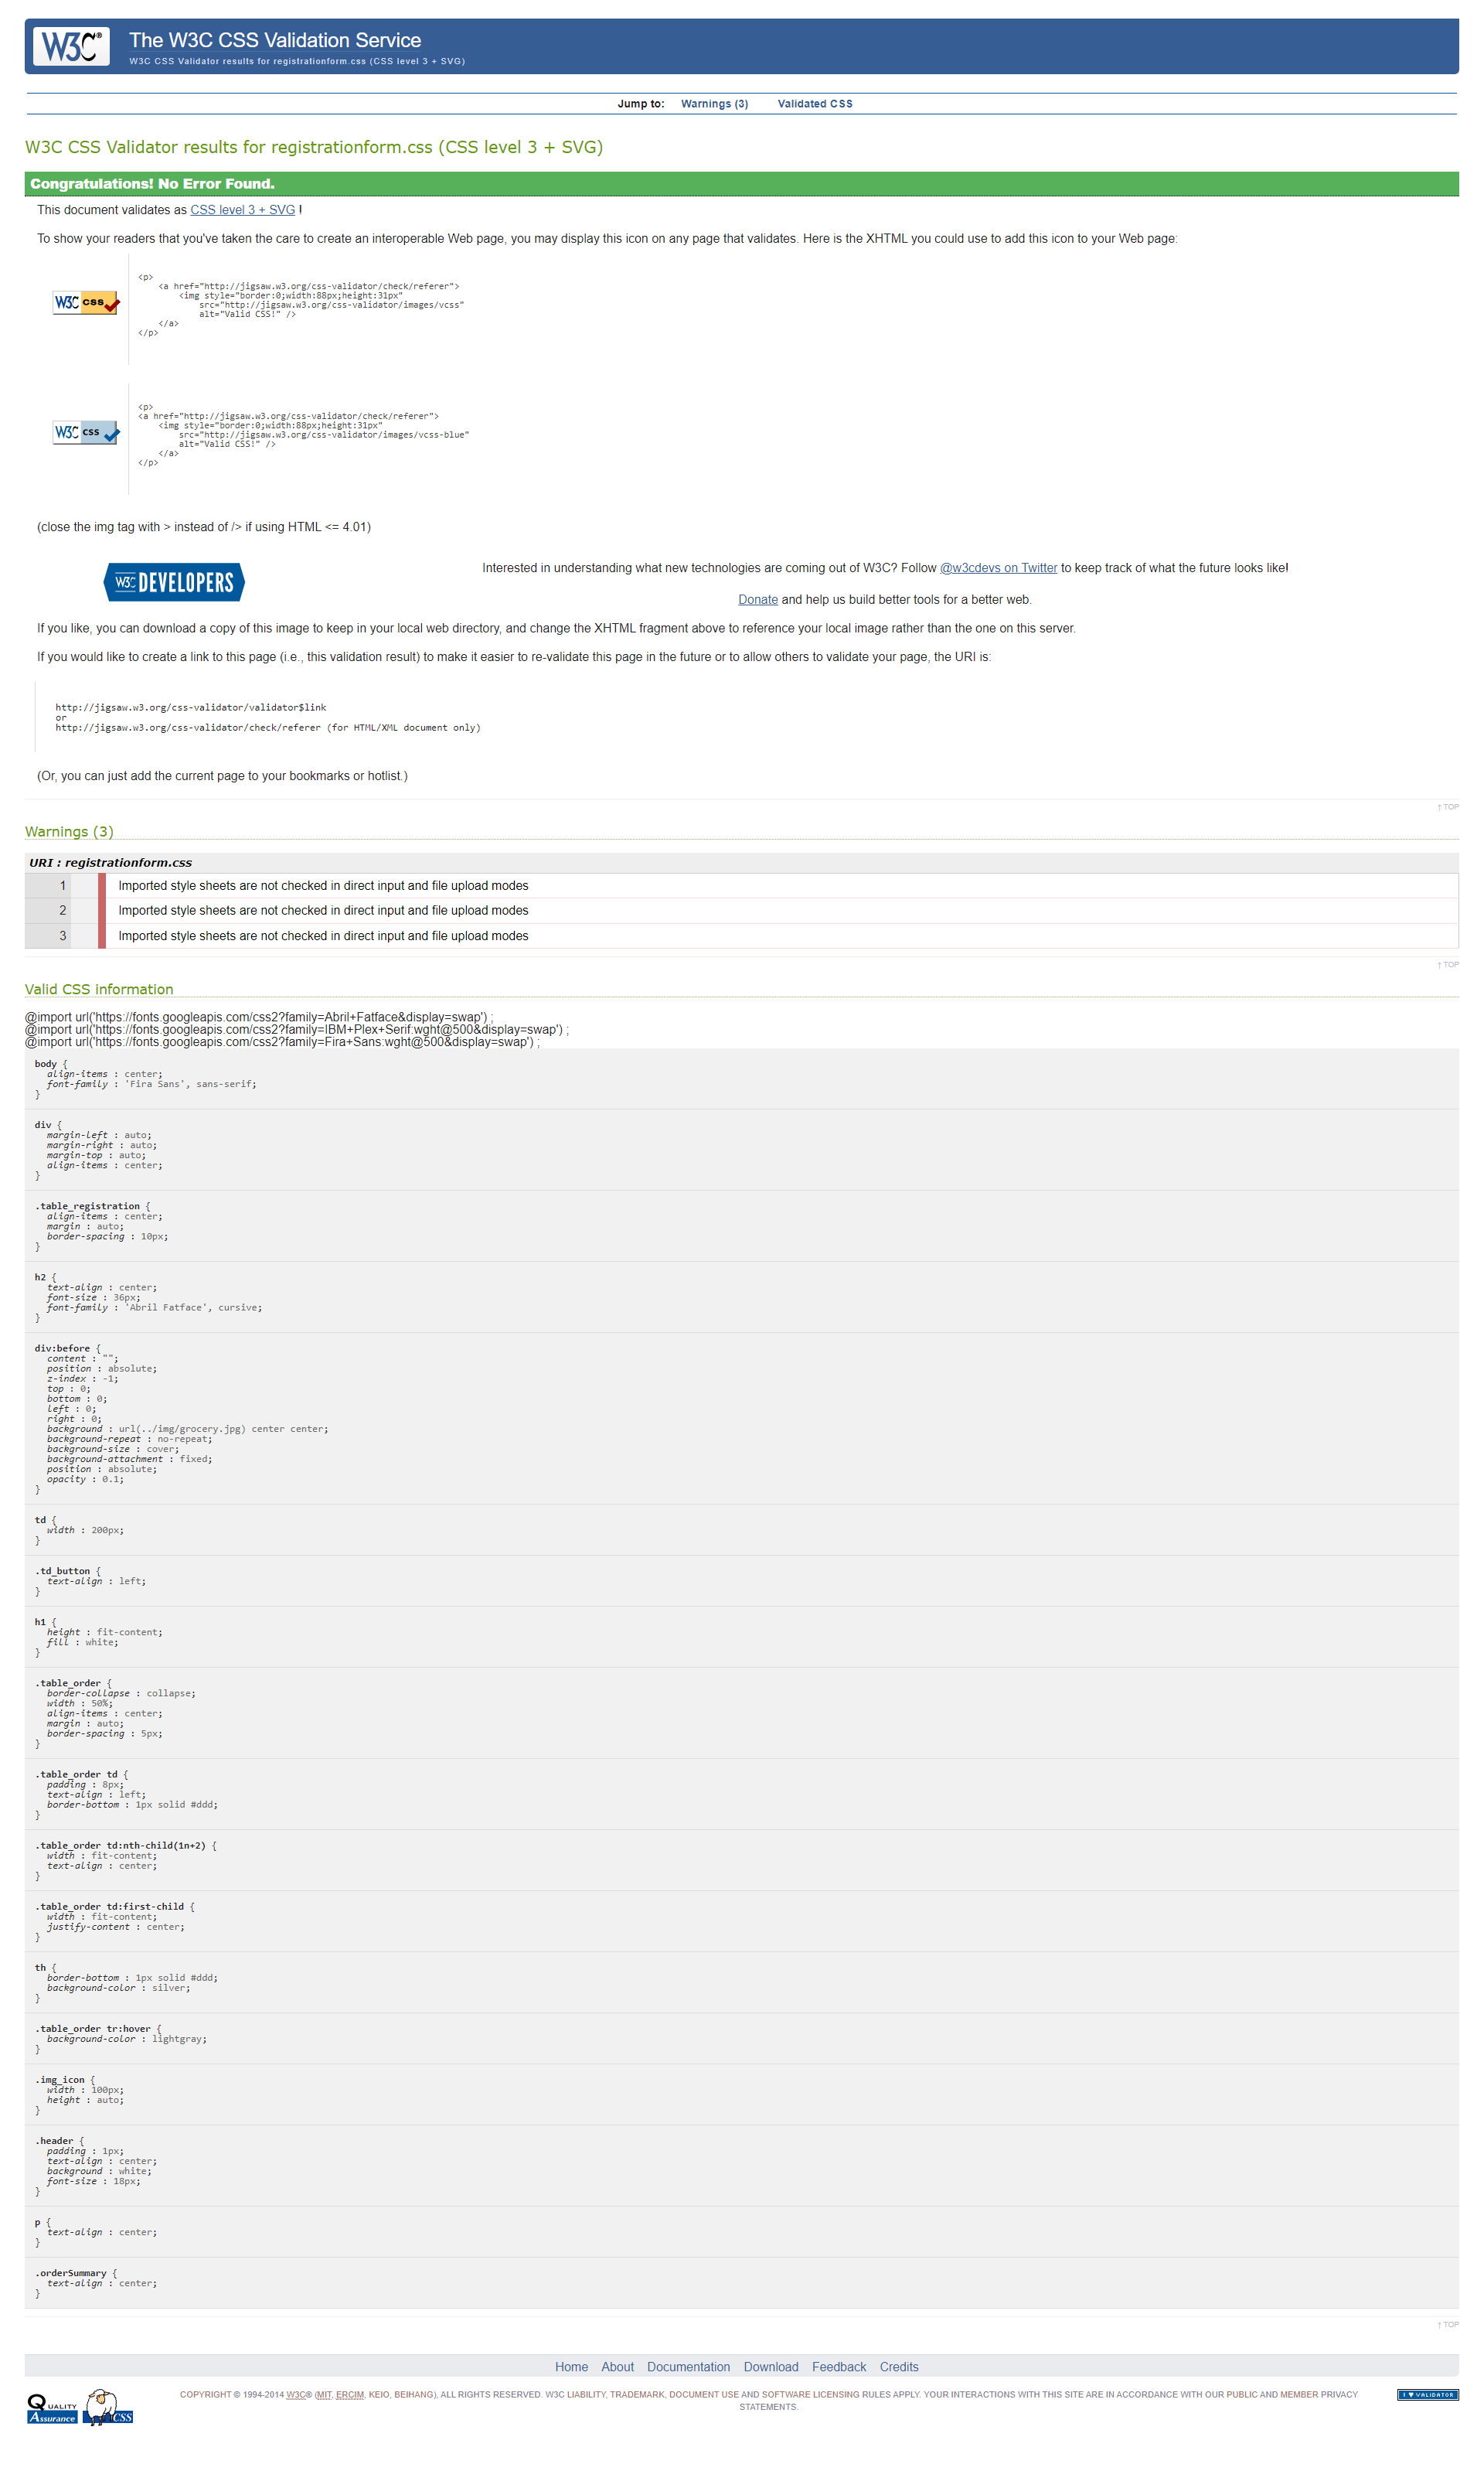 W3C®
The W3C CSS Validation Service
W3C CSS Validator results for registrationform.css (CSS level 3 + SVG)
Jump to: Warnings (3) Validated CSS
W3C CSS Validator results for registrationform.css (CSS level 3 + SVG)
Congratulations! No Error Found.
This document validates as CSS level 3 + SVG !
To show your readers that you've taken the care to create an interoperable Web page, you may display this icon on any page that validates. Here is the XHTML you could use to add this icon to your Web page:
W3C css
<p>
    <a href="http://jigsaw.w3.org/css-validator/check/referer">
        <img style="border:0;width:88px;height:31px"
            src="http://jigsaw.w3.org/css-validator/images/vcss"
            alt="Valid CSS!" />
    </a>
</p>
W3C css
<p>
<a href="http://jigsaw.w3.org/css-validator/check/referer">
    <img style="border:0;width:88px;height:31px"
        src="http://jigsaw.w3.org/css-validator/images/vcss-blue"
        alt="Valid CSS!" />
    </a>
</p>
(close the img tag with > instead of /> if using HTML <= 4.01)
W3C DEVELOPERS
Interested in understanding what new technologies are coming out of W3C? Follow @w3cdevs on Twitter to keep track of what the future looks like!
Donate and help us build better tools for a better web.
If you like, you can download a copy of this image to keep in your local web directory, and change the XHTML fragment above to reference your local image rather than the one on this server.
If you would like to create a link to this page (i.e., this validation result) to make it easier to re-validate this page in the future or to allow others to validate your page, the URI is:
http://jigsaw.w3.org/css-validator/validator$link
or
http://jigsaw.w3.org/css-validator/check/referer (for HTML/XML document only)
(Or, you can just add the current page to your bookmarks or hotlist.)
↑ TOP
Warnings (3)
URI : registrationform.css
1 Imported style sheets are not checked in direct input and file upload modes
2 Imported style sheets are not checked in direct input and file upload modes
3 Imported style sheets are not checked in direct input and file upload modes
↑ TOP
Valid CSS information
@import url('https://fonts.googleapis.com/css2?family=Abril+Fatface&display=swap') ;
@import url('https://fonts.googleapis.com/css2?family=IBM+Plex+Serif:wght@500&display=swap') ;
@import url('https://fonts.googleapis.com/css2?family=Fira+Sans:wght@500&display=swap') ;
body {
align-items : center;
font-family : 'Fira Sans', sans-serif;
}
div {
margin-left : auto;
margin-right : auto;
margin-top : auto;
align-items : center;
}
.table_registration {
align-items : center;
margin : auto;
border-spacing : 10px;
}
h2 {
text-align : center;
font-size : 36px;
font-family : 'Abril Fatface', cursive;
}
div:before {
content : "";
position : absolute;
z-index : -1;
top : 0;
bottom : 0;
left : 0;
right : 0;
background : url(../img/grocery.jpg) center center;
background-repeat : no-repeat;
background-size : cover;
background-attachment : fixed;
position : absolute;
opacity : 0.1;
}
td {
width : 200px;
}
.td_button {
text-align : left;
}
h1 {
height : fit-content;
fill : white;
}
.table_order {
border-collapse : collapse;
width : 50%;
align-items : center;
margin : auto;
border-spacing : 5px;
}
.table_order td {
padding : 8px;
text-align : left;
border-bottom : 1px solid #ddd;
}
.table_order td:nth-child(1n+2) {
width : fit-content;
text-align : center;
}
.table_order td:first-child {
width : fit-content;
justify-content : center;
}
th {
border-bottom : 1px solid #ddd;
background-color : silver;
}
.table_order tr:hover {
background-color : lightgray;
}
.img_icon {
width : 100px;
height : auto;
}
.header {
padding : 1px;
text-align : center;
background : white;
font-size : 18px;
}
p {
text-align : center;
}
.orderSummary {
text-align : center;
}
↑ TOP
Home About Documentation Download Feedback Credits
QUALITY
Assurance
CSS
COPYRIGHT © 1994-2014 W3C® (MIT, ERCIM, KEIO, BEIHANG), ALL RIGHTS RESERVED. W3C LIABILITY, TRADEMARK, DOCUMENT USE AND SOFTWARE LICENSING RULES APPLY. YOUR INTERACTIONS WITH THIS SITE ARE IN ACCORDANCE WITH OUR PUBLIC AND MEMBER PRIVACY
STATEMENTS.
I ♥ VALIDATOR